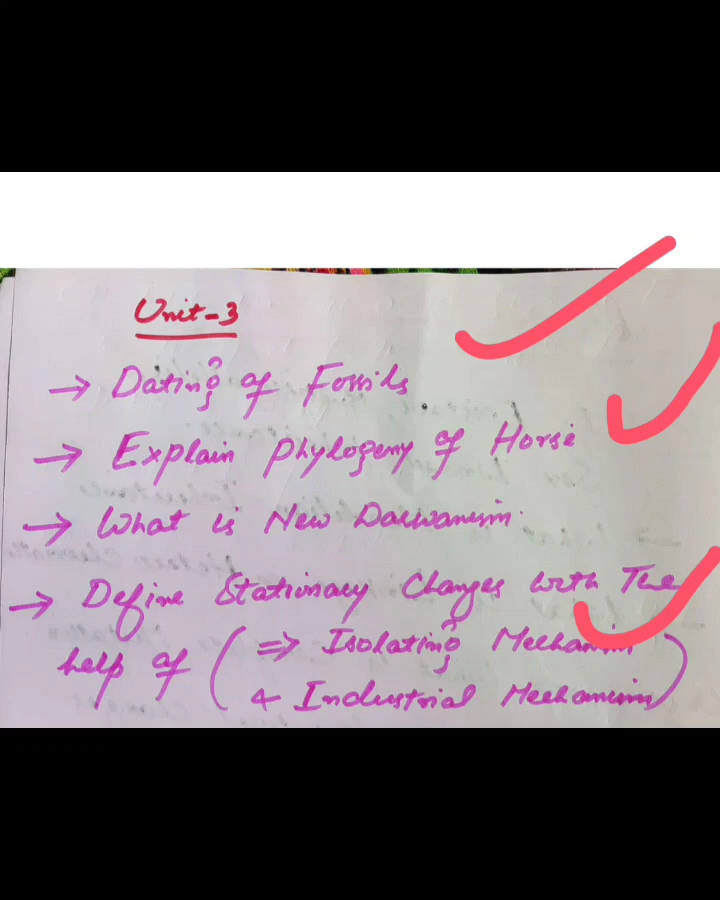 Unit-3
→ Dating of Fossils
→ Explain Phylogeny of Horse
→ What is New Darwanism.
→ Define Stationary Changes with The
help of ( ⇒ Isolating Mechanism
& Industrial Mechanism )